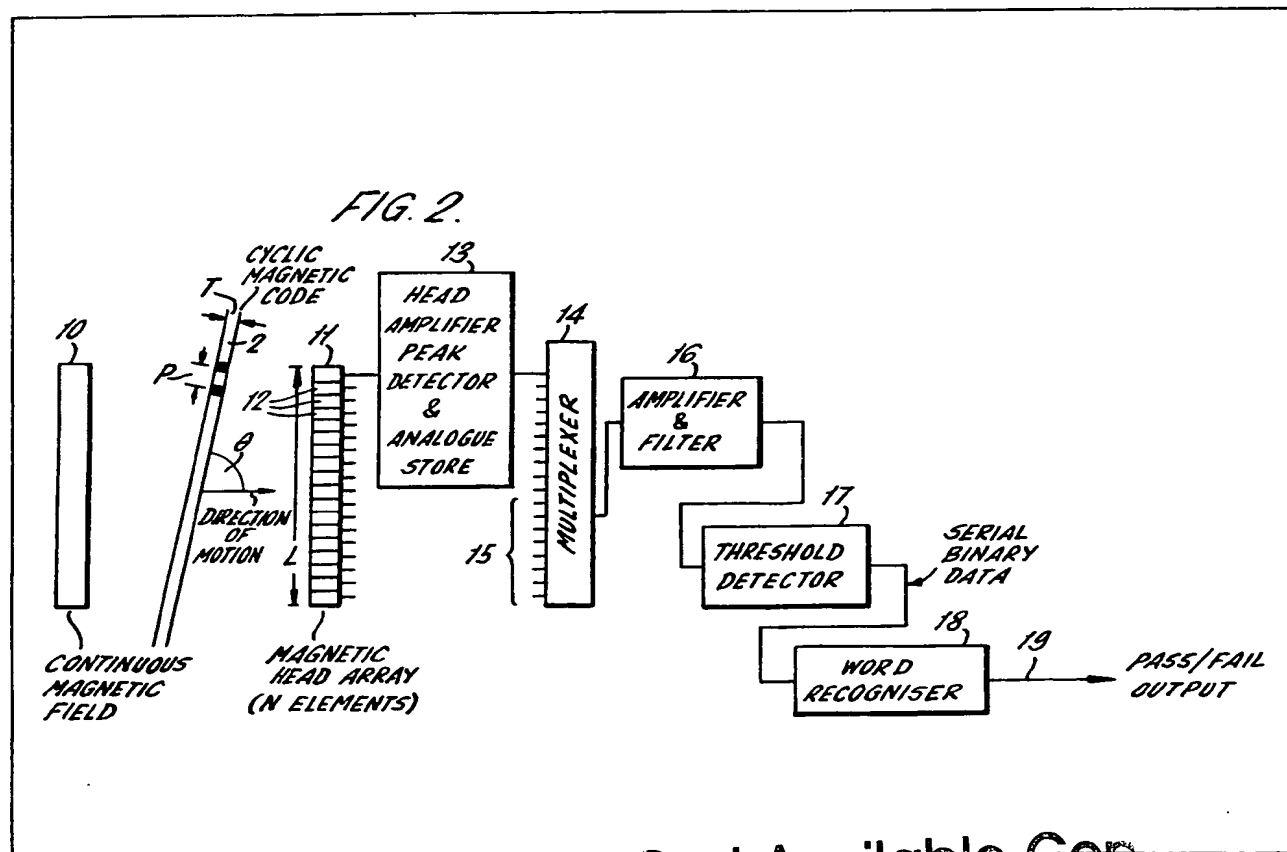 FIG. 2.
10
T
CYCLIC
MAGNETIC
CODE
2
P
θ
DIRECTION
OF
MOTION
CONTINUOUS
MAGNETIC
FIELD
11
12
L
MAGNETIC
HEAD ARRAY
(N ELEMENTS)
13
HEAD
AMPLIFIER
PEAK
DETECTOR
&
ANALOGUE
STORE
14
MULTIPLEXER
15
16
AMPLIFIER
&
FILTER
17
THRESHOLD
DETECTOR
SERIAL
BINARY
DATA
18
WORD
RECOGNISER
19
PASS/FAIL
OUTPUT
Available Copy